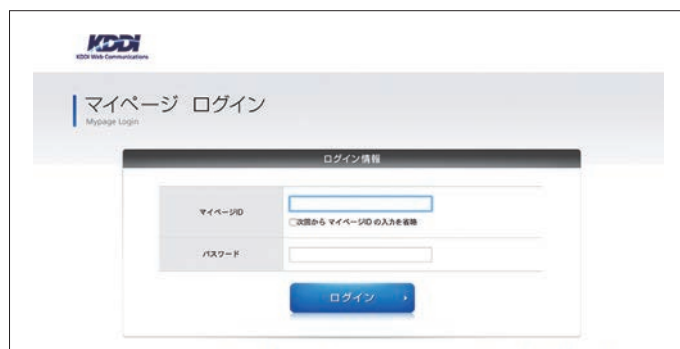 KDDI
KDDI Web Communications
マイページ ログイン
Mypage Login
ログイン情報
マイページID
次回から マイページID の入力を省略
パスワード
ログイン